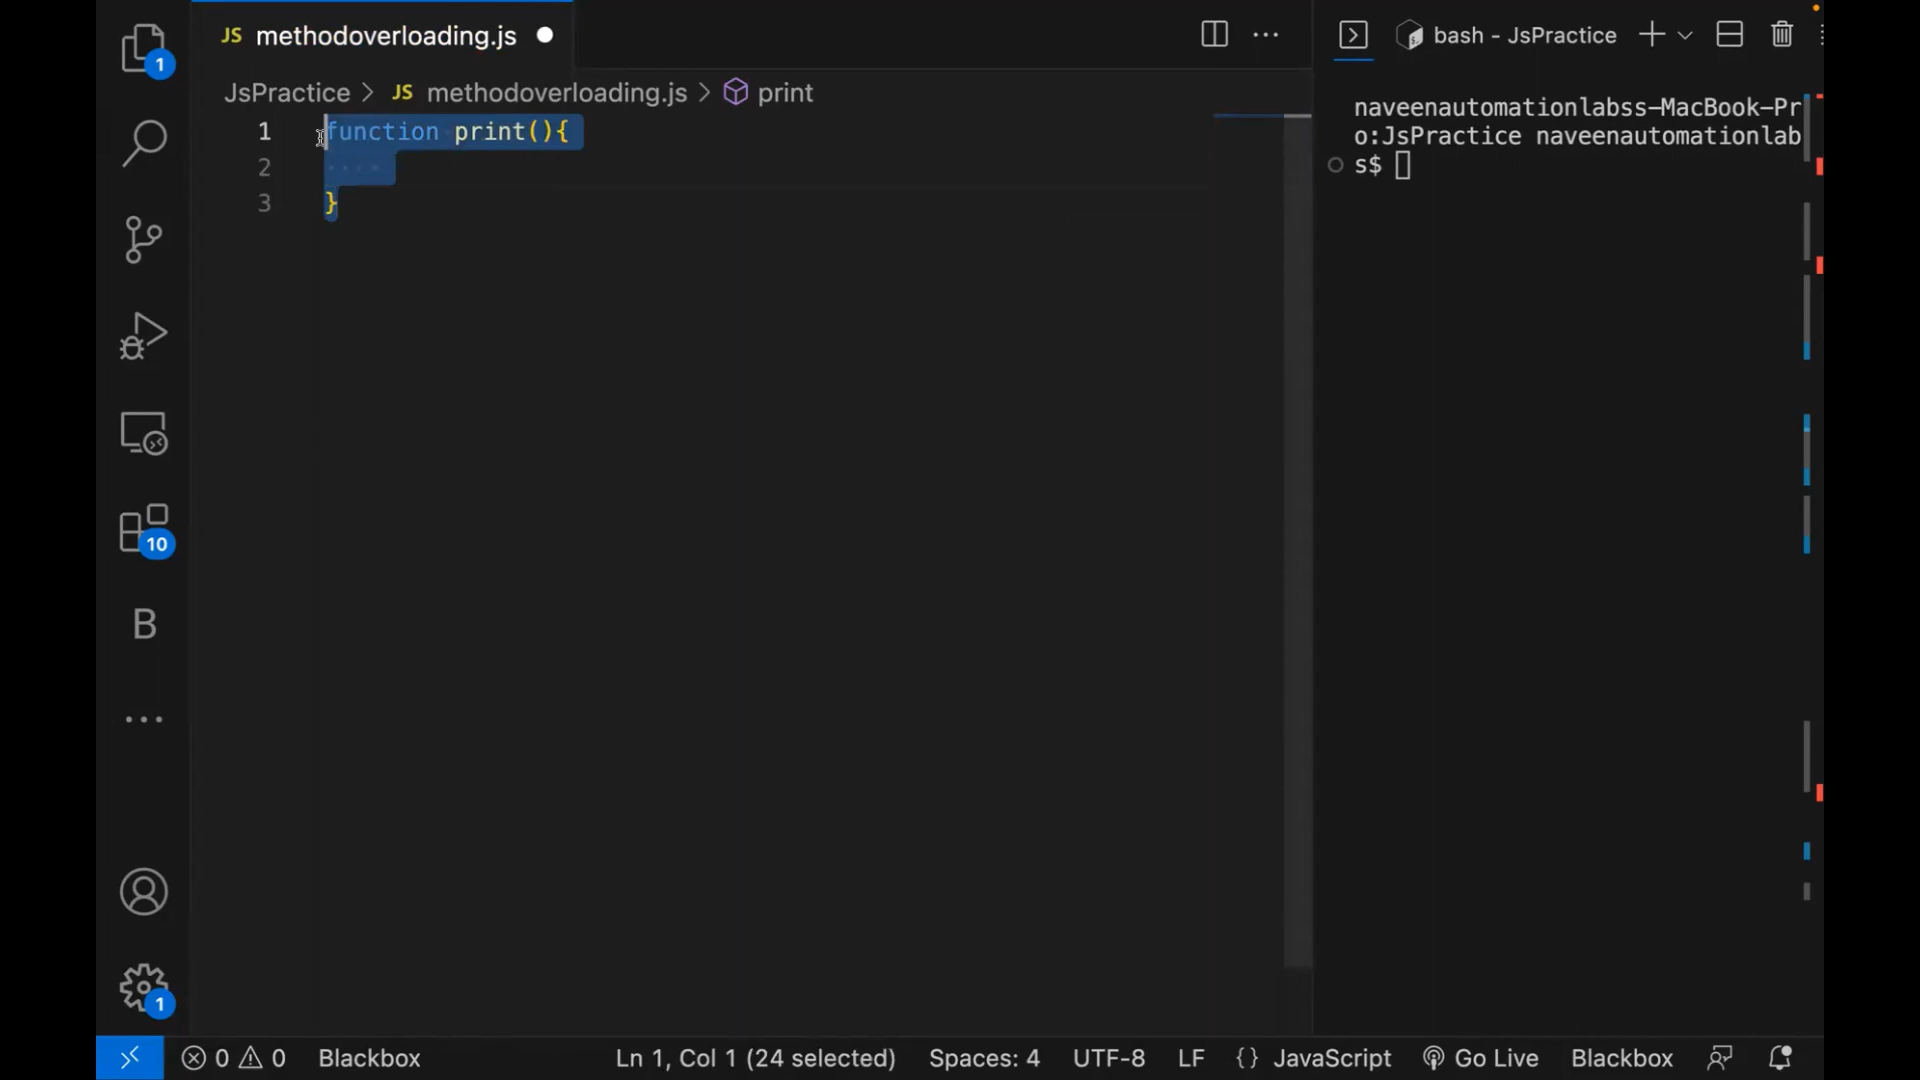 JS methodoverloading.js
bash - JsPractice
1
JsPractice > JS methodoverloading.js > print
1 function print(){
2
3 }
naveenautomationlabss-MacBook-Pr
o:JsPractice naveenautomationlab
s$
10
B
1
0 0 Blackbox Ln 1, Col 1 (24 selected) Spaces: 4 UTF-8 LF {} JavaScript Go Live Blackbox